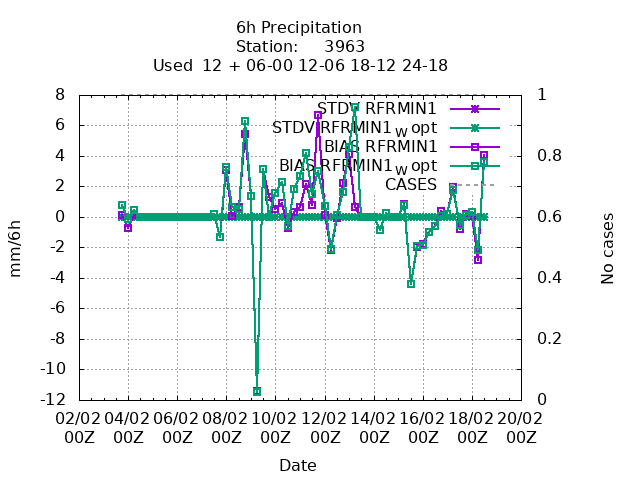 6h Precipitation
Station: 3963
Used 12 + 06-00 12-06 18-12 24-18
STDV RFRMIN1
STDV RFRMIN1_w opt
BIAS RFRMIN1
BIAS RFRMIN1_w opt
CASES
8
6
4
2
0
-2
-4
-6
-8
-10
-12
mm/6h
1
0.8
0.6
0.4
0.2
0
No cases
02/02 04/02 06/02 08/02 10/02 12/02 14/02 16/02 18/02 20/02
00Z 00Z 00Z 00Z 00Z 00Z 00Z 00Z 00Z 00Z
Date